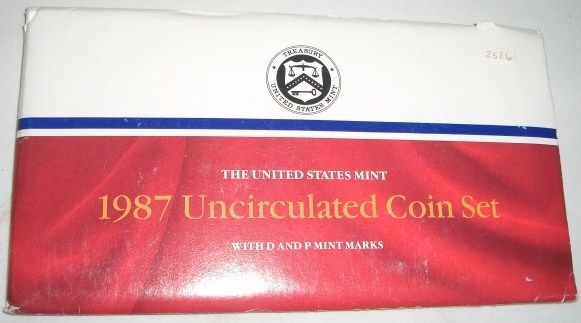 TREASURY
UNITED STATES MINT
2526
THE UNITED STATES MINT
1987 Uncirculated Coin Set
WITH D AND P MINT MARKS